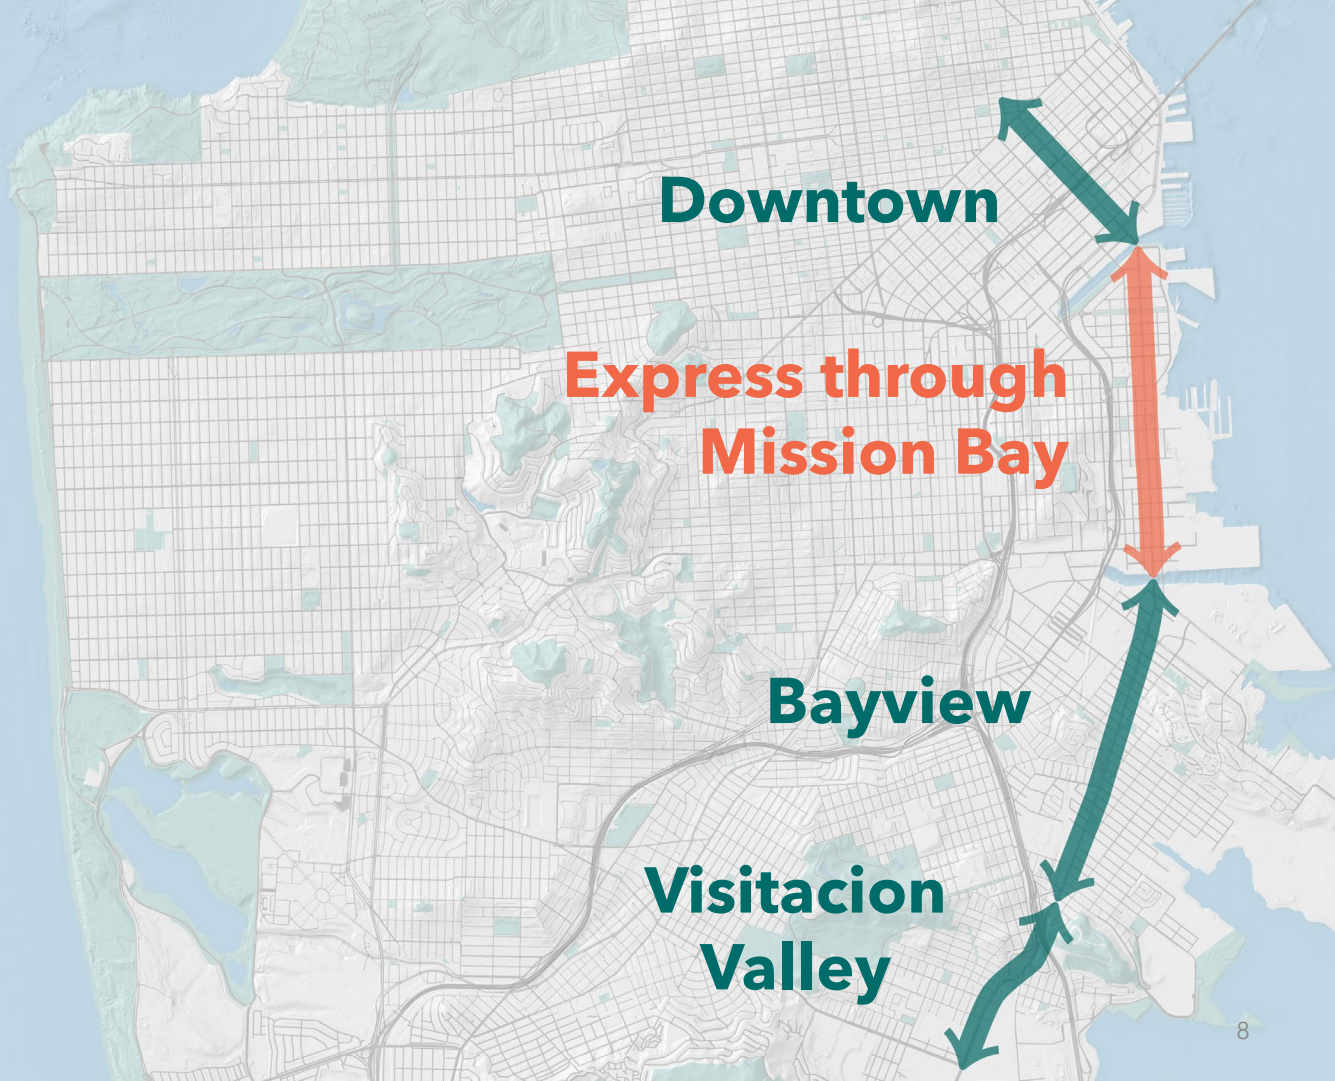 Downtown
Express through
Mission Bay
Bayview
Visitacion
Valley
8